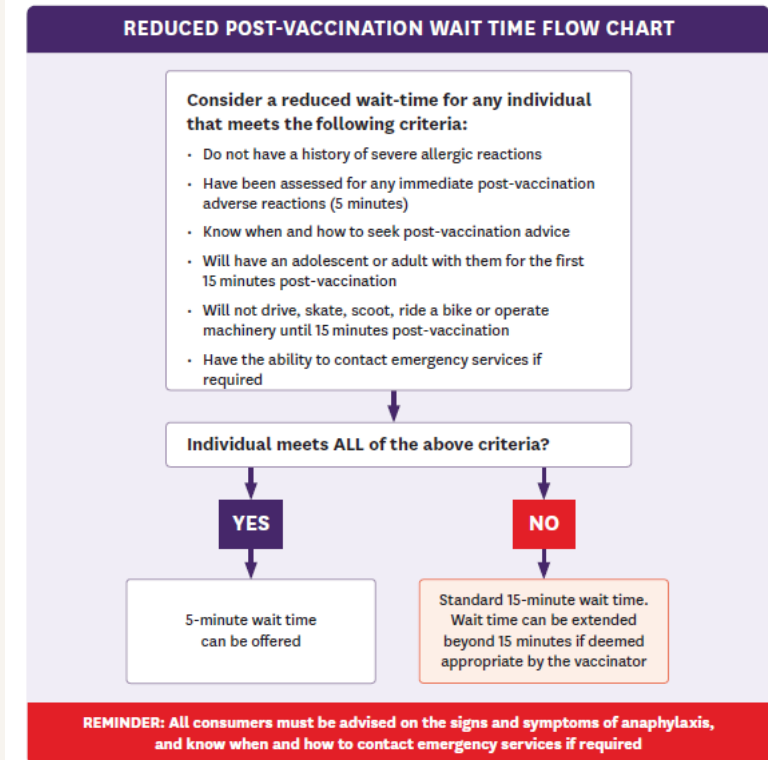 REDUCED POST-VACCINATION WAIT TIME FLOW CHART
Consider a reduced wait-time for any individual
that meets the following criteria:
· Do not have a history of severe allergic reactions
· Have been assessed for any immediate post-vaccination
adverse reactions (5 minutes)
· Know when and how to seek post-vaccination advice
· Will have an adolescent or adult with them for the first
15 minutes post-vaccination
· Will not drive, skate, scoot, ride a bike or operate
machinery until 15 minutes post-vaccination
· Have the ability to contact emergency services if
required
Individual meets ALL of the above criteria?
YES
NO
5-minute wait time
can be offered
Standard 15-minute wait time.
Wait time can be extended
beyond 15 minutes if deemed
appropriate by the vaccinator
REMINDER: All consumers must be advised on the signs and symptoms of anaphylaxis,
and know when and how to contact emergency services if required